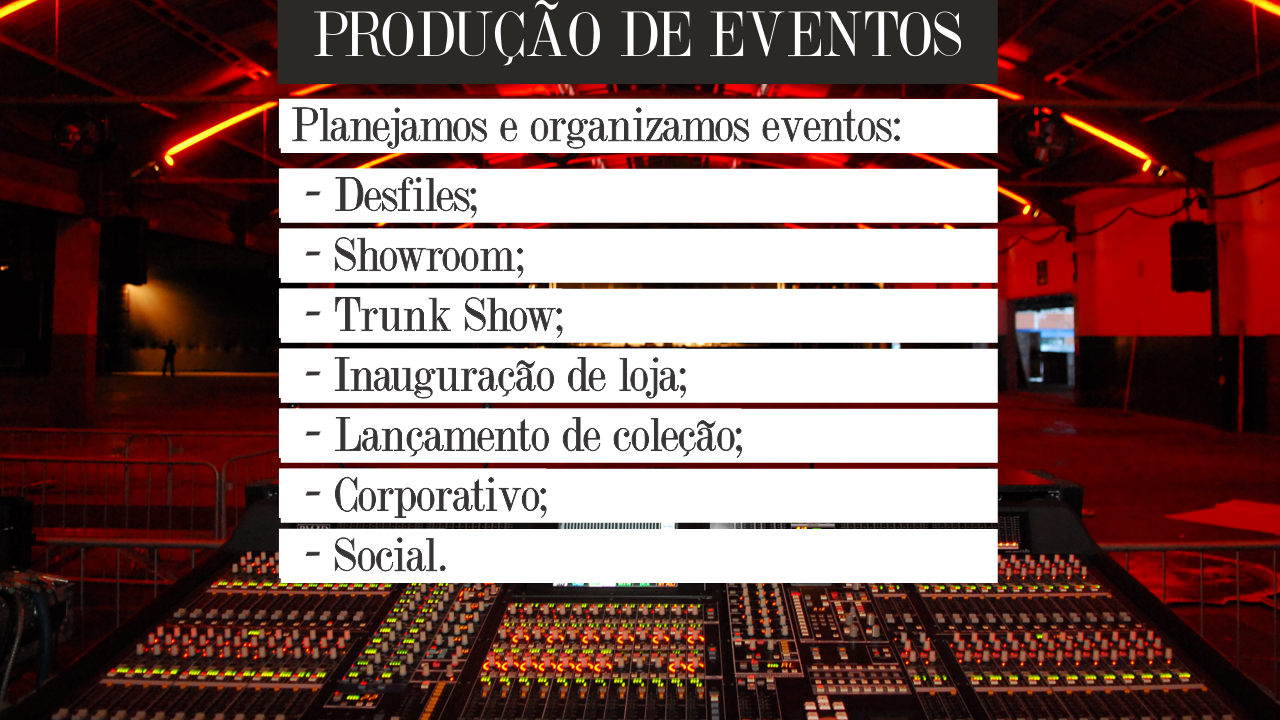 PRODUÇÃO DE EVENTOS
Planejamos e organizamos eventos:
- Desfiles;
- Showroom;
- Trunk Show;
- Inauguração de loja;
- Lançamento de coleção;
- Corporativo;
- Social.